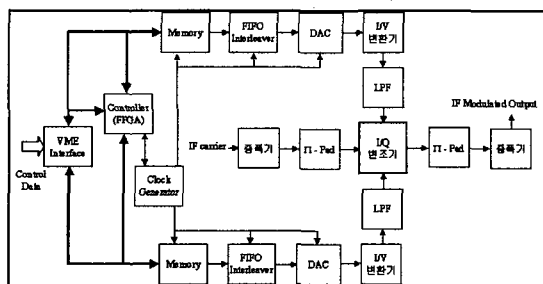 Memory
FIFO
Interleaver
DAC
I/V
변환기
LPF
Controller
(FPGA)
VME
Interface
Control
Data
Clock
Generator
IF carrier
증폭기
Π - Pad
I/Q
변조기
Π - Pad
증폭기
IF Modulated Output
LPF
Memory
FIFO
Interleaver
DAC
I/V
변환기